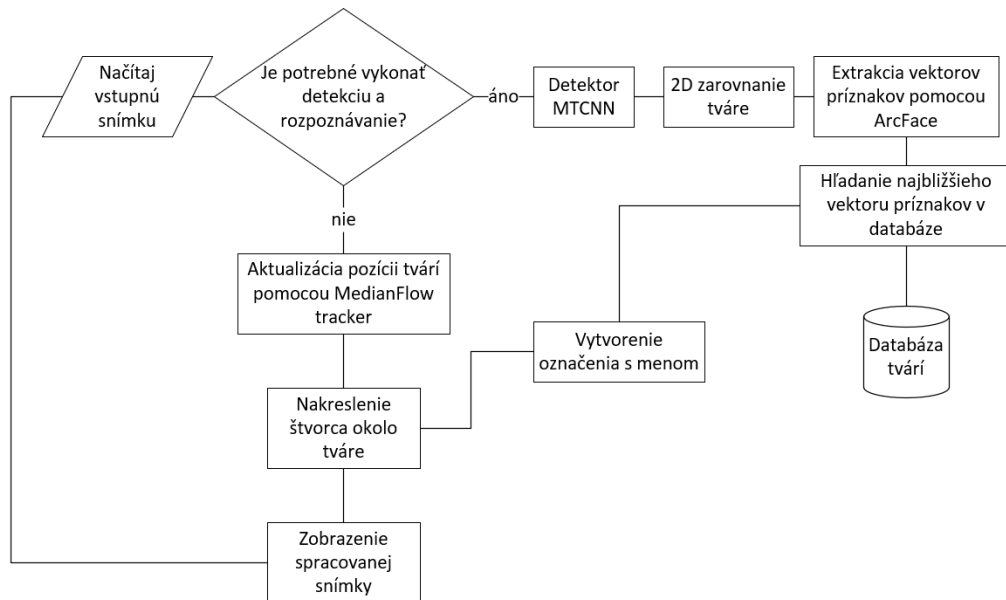 Načítaj
vstupnú
snímku
Je potrebné vykonať
detekciu a
rozpoznávanie?
áno
Detektor
MTCNN
2D zarovnanie
tváre
Extrakcia vektorov
príznakov pomocou
ArcFace
Hľadanie najbližšieho
vektoru príznakov v
databáze
nie
Aktualizácia pozícii tvárí
pomocou MedianFlow
tracker
Vytvorenie
označenia s menom
Databáza
tvárí
Nakreslenie
štvorca okolo
tváre
Zobrazenie
spracovanej
snímky